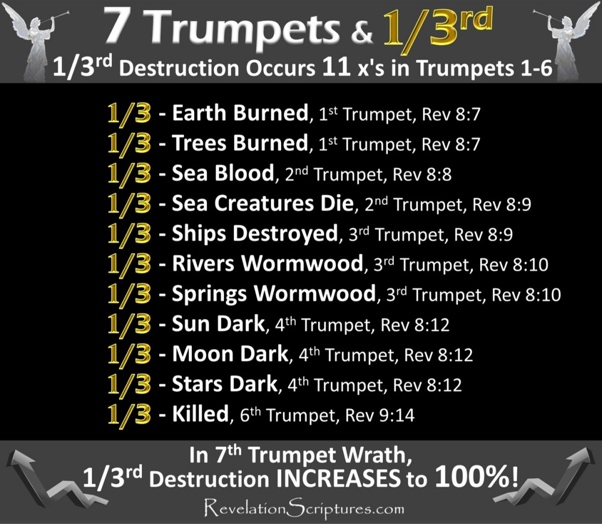 7 Trumpets & 1/3rd
1/3rd Destruction Occurs 11 x's in Trumpets 1-6
1/3 - Earth Burned, 1st Trumpet, Rev 8:7
1/3 - Trees Burned, 1st Trumpet, Rev 8:7
1/3 - Sea Blood, 2nd Trumpet, Rev 8:8
1/3 - Sea Creatures Die, 2nd Trumpet, Rev 8:9
1/3 - Ships Destroyed, 3rd Trumpet, Rev 8:9
1/3 - Rivers Wormwood, 3rd Trumpet, Rev 8:10
1/3 - Springs Wormwood, 3rd Trumpet, Rev 8:10
1/3 - Sun Dark, 4th Trumpet, Rev 8:12
1/3 - Moon Dark, 4th Trumpet, Rev 8:12
1/3 - Stars Dark, 4th Trumpet, Rev 8:12
1/3 - Killed, 6th Trumpet, Rev 9:14
In 7th Trumpet Wrath,
1/3rd Destruction INCREASES to 100%!
RevelationScriptures.com